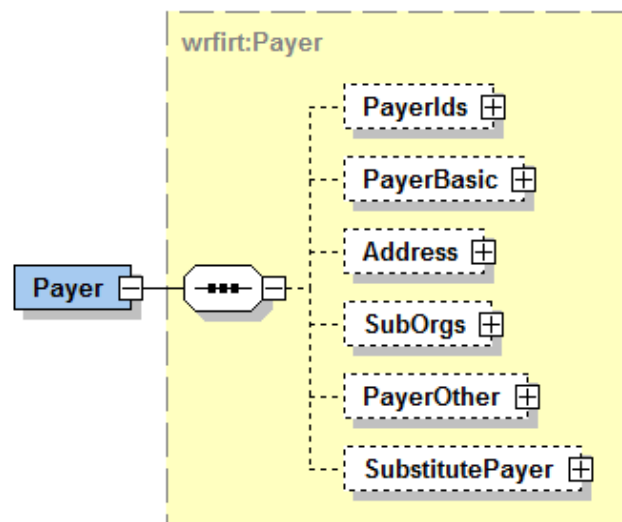 wrfirt:Payer
PayerIds
PayerBasic
Address
Payer
SubOrgs
PayerOther
SubstitutePayer